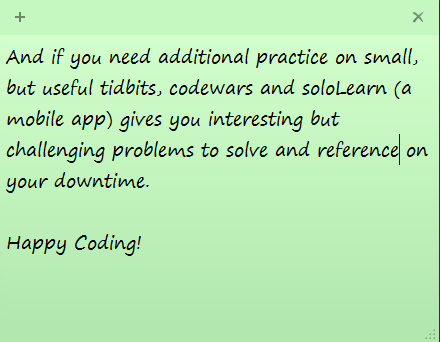 And if you need additional practice on small,
but useful tidbits, codewars and soloLearn (a
mobile app) gives you interesting but
challenging problems to solve and reference on
your downtime.

Happy Coding!